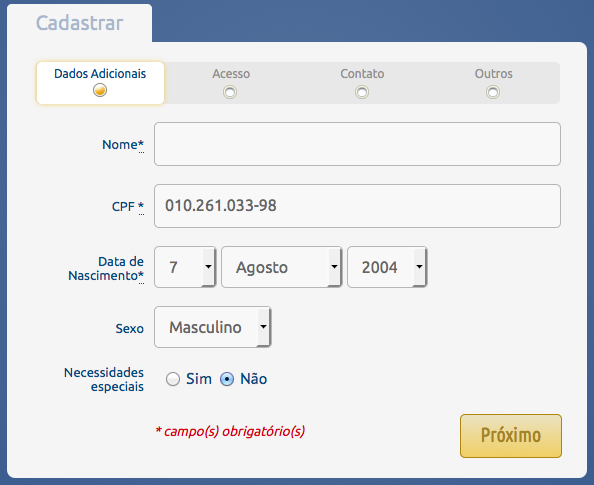 Cadastrar
Dados Adicionais Acesso Contato Outros
Nome*
CPF * 010.261.033-98
Data de
Nascimento* 7 Agosto 2004
Sexo Masculino
Necessidades
especiais Sim Não
* campo(s) obrigatório(s)
Próximo